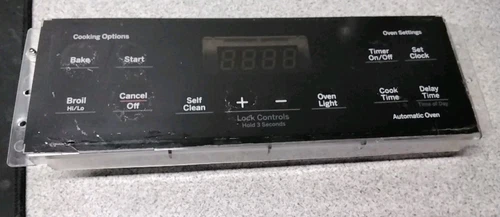 Cooking Options
Oven Settings
Bake
Start
Timer
On/Off
Set
Clock
Broil
Hi/Lo
Cancel
Off
Self
Clean
+
−
Oven
Light
Cook
Time
Delay
Time
Time of Day
Lock Controls
Hold 3 Seconds
Automatic Oven